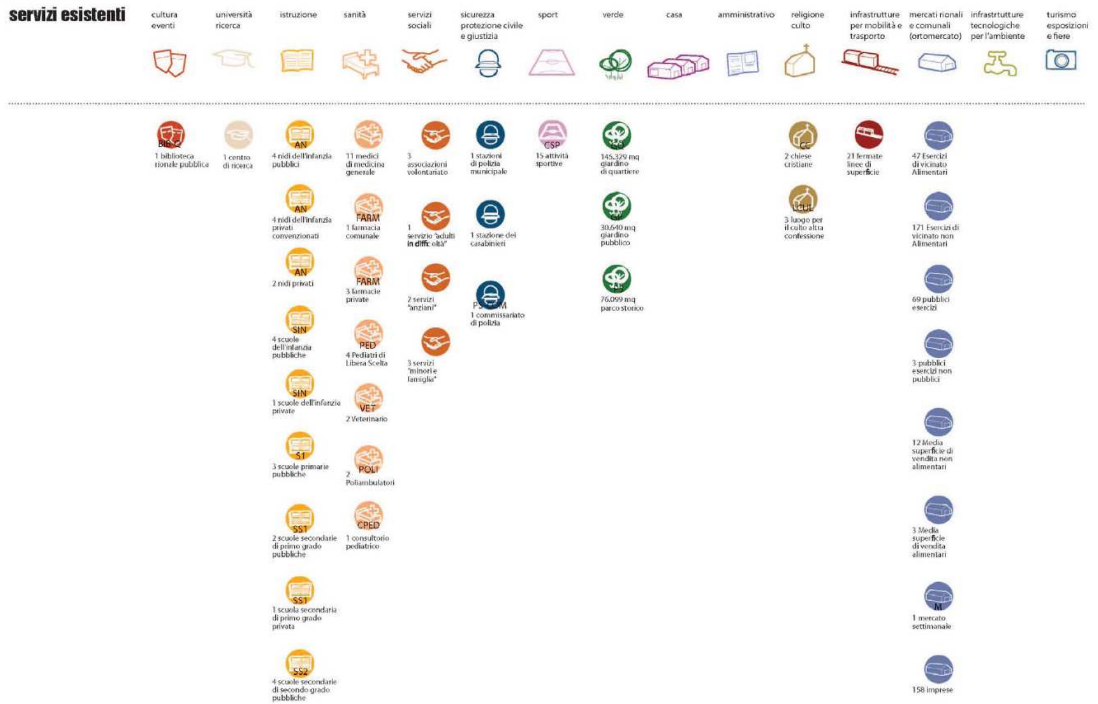 servizi esistenti
cultura
eventi
università
ricerca
istruzione
sanità
servizi
sociali
sicurezza
protezione civile
e giustizia
sport
verde
casa
amministrativo
religione
culto
infrastrutture
per mobilità e
trasporto
mercati rionali
e comunali
(ortomercato)
infrastrtutture
tecnologiche
per l'ambiente
turismo
esposizioni
e fiere
1 biblioteca
rionale pubblica
1 centro
di ricerca
AN
4 nidi dell'infanzia
pubblici
AN
4 nidi dell'infanzia
privati
convenzionati
AN
2 nidi privati
SIN
4 scuole
dell'infanzia
pubbliche
SIN
1 scuole dell'infanzia
private
S1
3 scuole primarie
pubbliche
SS1
2 scuole secondarie
di primo grado
pubbliche
SS1
1 scuola secondaria
di primo grado
privata
SS2
4 scuole secondarie
di secondo grado
pubbliche
11 medici
di medicina
generale
FARM
1 farmacia
comunale
FARM
3 farmacie
private
PED
4 Pediatri di
Libera Scelta
VET
2 Veterinario
POLI
2
Poliambulatori
CPED
1 consultorio
pediatrico
3
associazioni
volontariato
1
servizio "adulti
in difficoltà"
2 servizi
"anziani"
3 servizi
"minori e
famiglia"
1 stazioni
di polizia
municipale
1 stazione dei
carabinieri
1 commissariato
di polizia
CSP
15 attività
sportive
145.329 mq
giardino
di quartiere
30.640 mq
giardino
pubblico
76.099 mq
parco storico
CC
2 chiese
cristiane
3 luogo per
il culto altra
confessione
21 fermate
linee di
superficie
47 Esercizi
di vicinato
Alimentari
171 Esercizi di
vicinato non
Alimentari
69 pubblici
esercizi
3 pubblici
esercizi non
pubblici
12 Media
superficie di
vendita non
alimentari
3 Media
superficie
di vendita
alimentari
M
1 mercato
settimanale
158 imprese